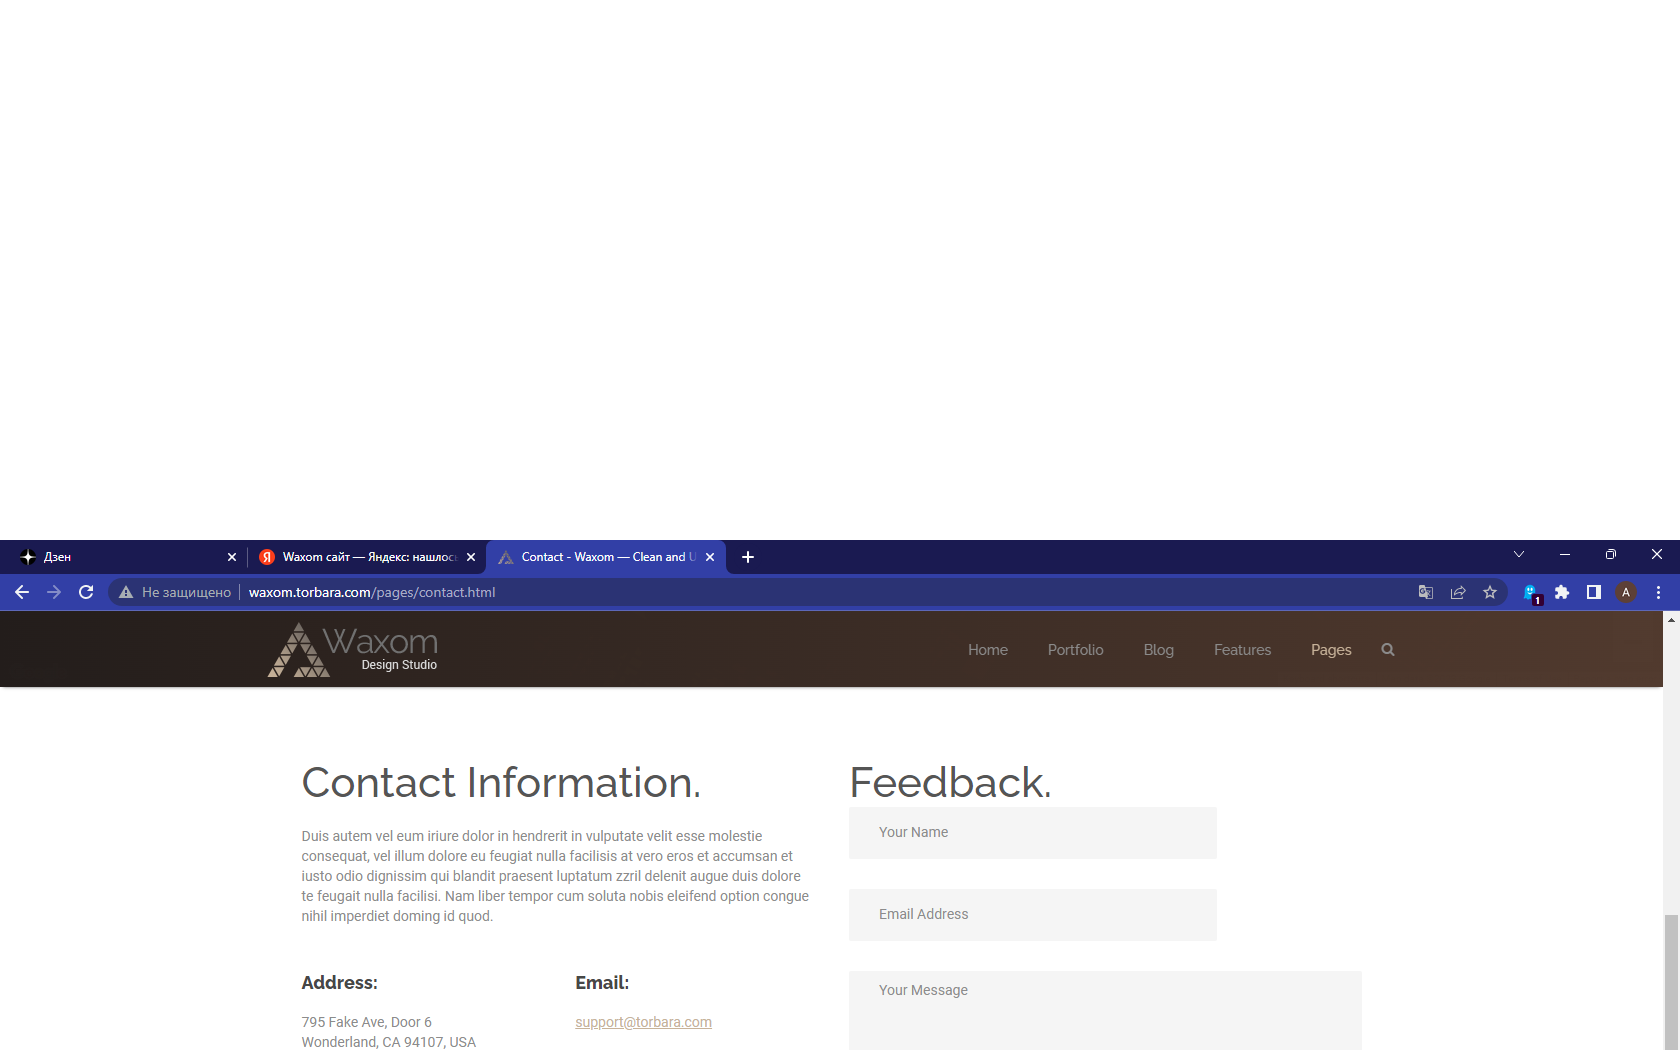 Дзен
Waxom сайт — Яндекс: нашлось
Contact - Waxom — Clean and U
Не защищено
waxom.torbara.com/pages/contact.html
1
A
Waxom
Design Studio
Home
Portfolio
Blog
Features
Pages
Contact Information.
Duis autem vel eum iriure dolor in hendrerit in vulputate velit esse molestie
consequat, vel illum dolore eu feugiat nulla facilisis at vero eros et accumsan et
iusto odio dignissim qui blandit praesent luptatum zzril delenit augue duis dolore
te feugait nulla facilisi. Nam liber tempor cum soluta nobis eleifend option congue
nihil imperdiet doming id quod.
Address:
795 Fake Ave, Door 6
Wonderland, CA 94107, USA
Email:
support@torbara.com
Feedback.
Your Name
Email Address
Your Message